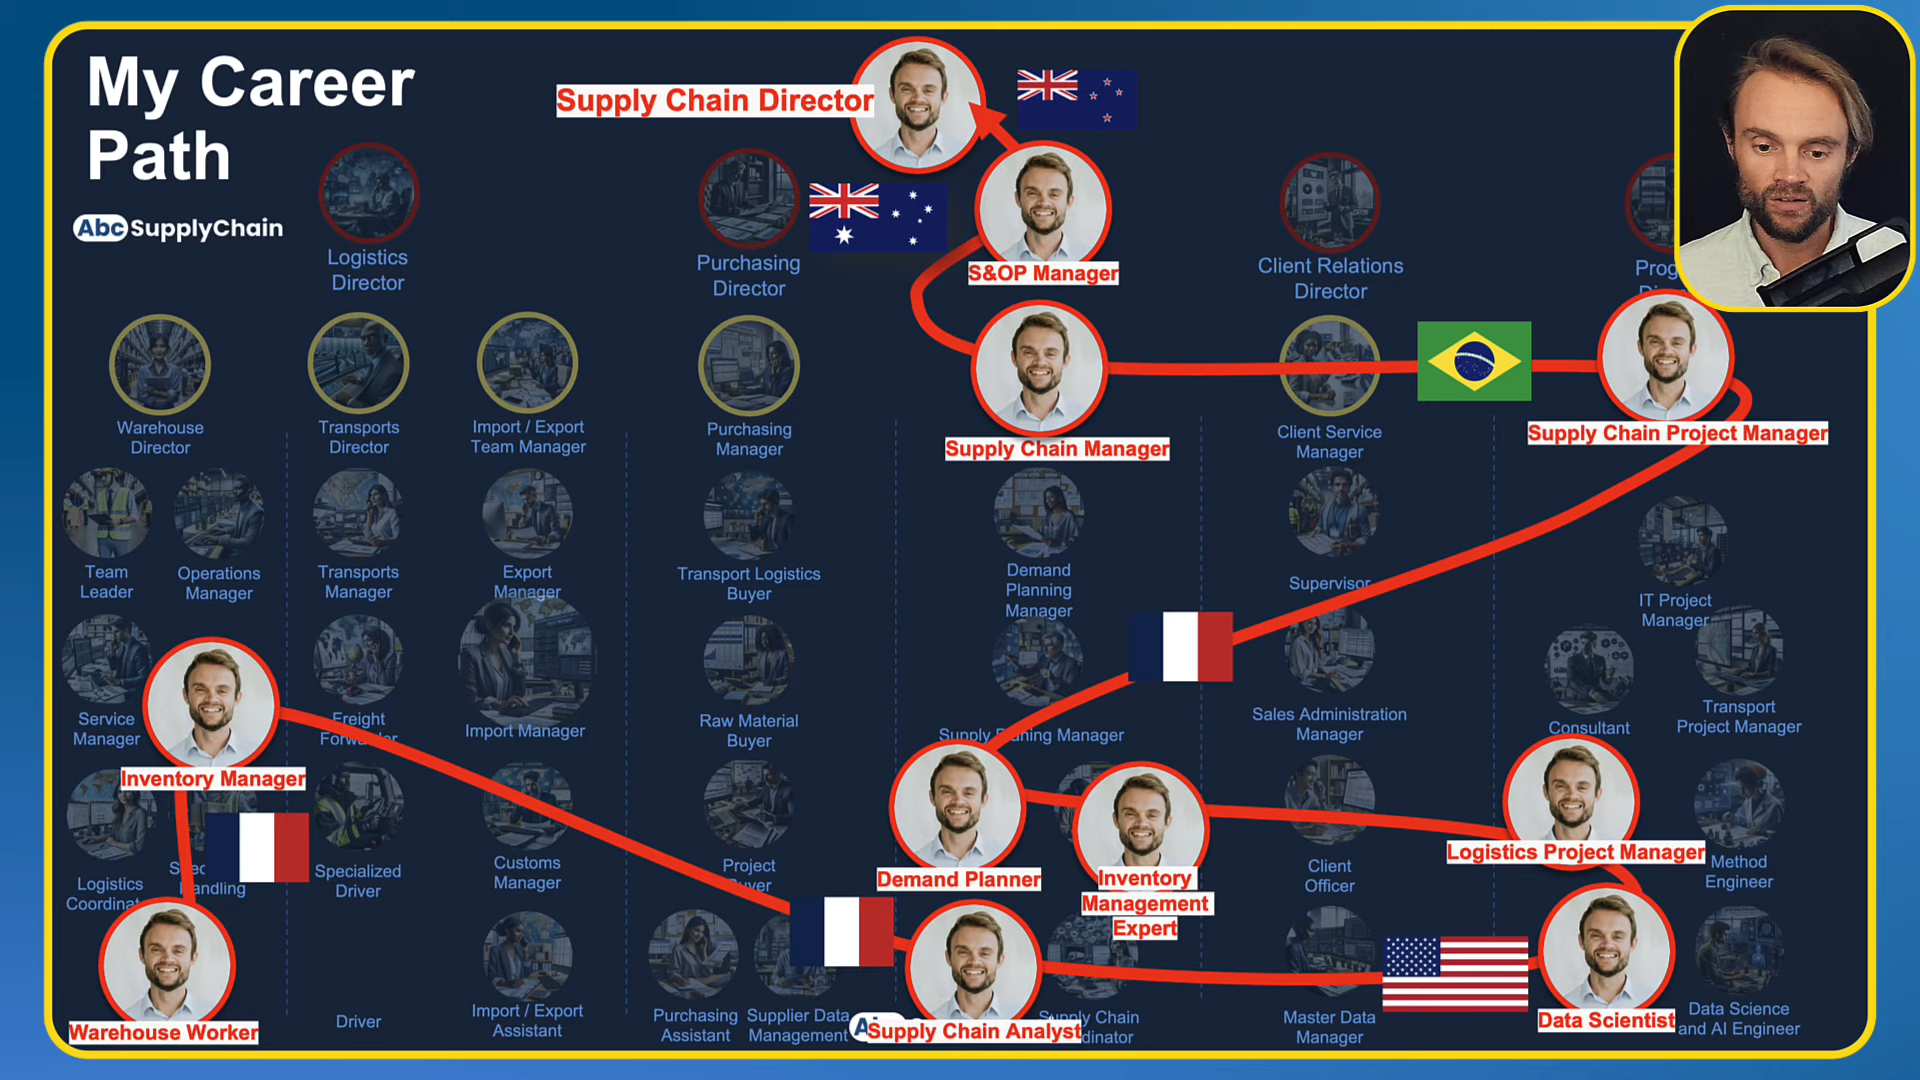 My Career
Path
AbcSupplyChain
Supply Chain Director
Logistics
Director
Purchasing
Director
S&OP Manager
Client Relations
Director
Warehouse
Director
Transports
Director
Import / Export
Team Manager
Purchasing
Manager
Supply Chain Manager
Client Service
Manager
Supply Chain Project Manager
Team
Leader
Operations
Manager
Transports
Manager
Export
Manager
Transport Logistics
Buyer
Demand
Planning
Manager
Supervisor
IT Project
Manager
Service
Manager
Inventory Manager
Freight
Import Manager
Raw Material
Buyer
Supply
Manager
Sales Administration
Manager
Consultant
Transport
Project Manager
Logistics
Specialized
Driver
Customs
Manager
Project
Demand Planner
Inventory
Management
Expert
Client
Officer
Logistics Project Manager
Method
Engineer
Warehouse Worker
Driver
Import / Export
Assistant
Purchasing
Assistant
Supplier Data
Management
Supply Chain Analyst
Supply Chain
Master Data
Manager
Data Scientist
Data Science
and AI Engineer